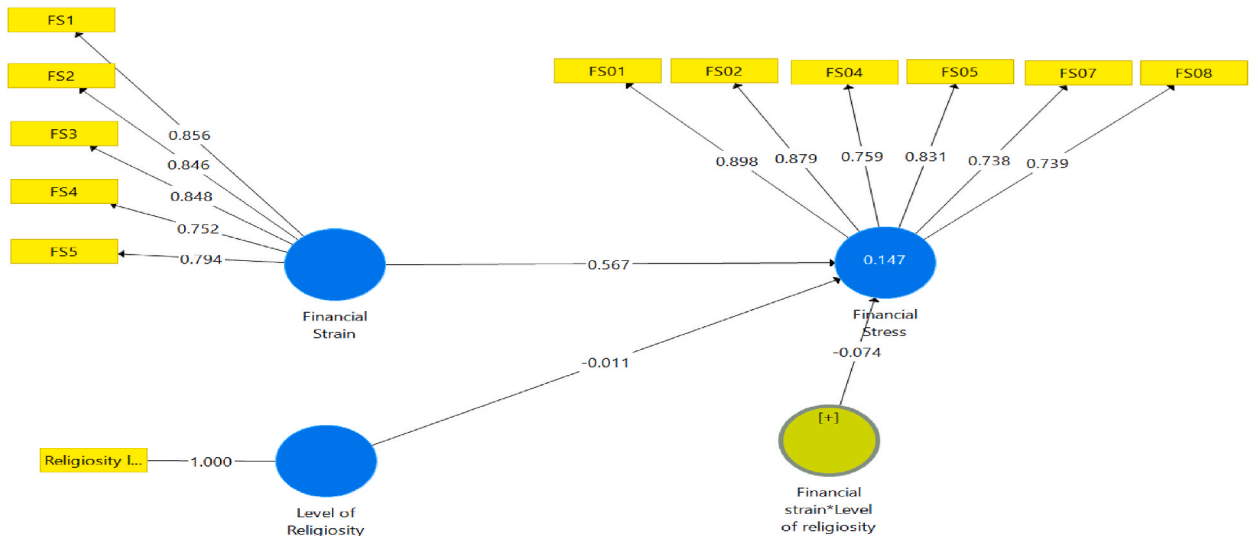 FS1
FS2
FS3
FS4
FS5
0.856
0.846
0.848
0.752
0.794
Financial
Strain
0.567
FS01
FS02
FS04
FS05
FS07
FS08
0.898
0.879
0.759
0.831
0.738
0.739
0.147
Financial
Stress
-0.011
-0.074
Religiosity l...
1.000
Level of
Religiosity
[+]
Financial
strain*Level
of religiosity